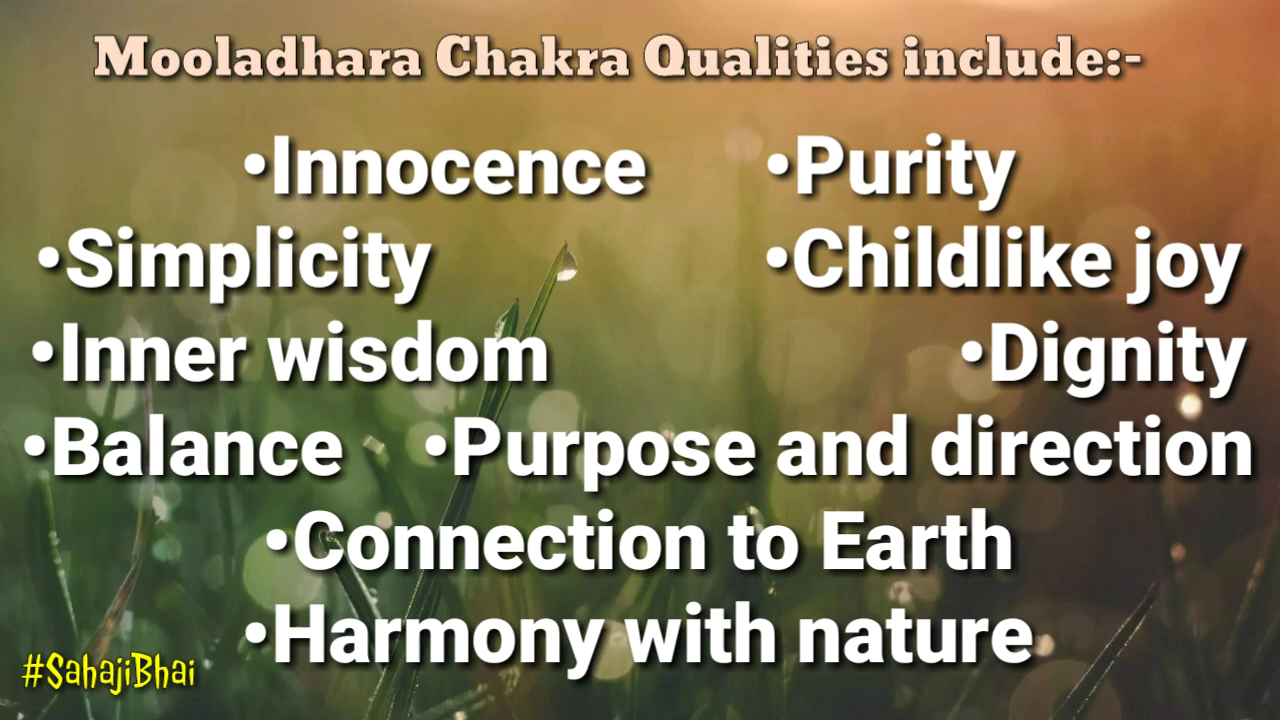 Mooladhara Chakra Qualities include:-
•Innocence •Purity
•Simplicity •Childlike joy
•Inner wisdom •Dignity
•Balance •Purpose and direction
•Connection to Earth
•Harmony with nature
#SahajiBhai